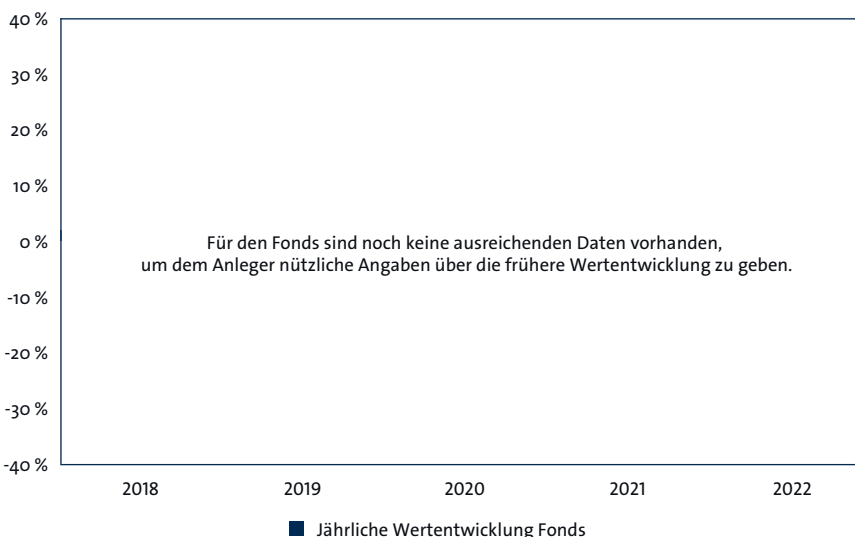 40 %
30 %
20 %
10 %
0 %
Für den Fonds sind noch keine ausreichenden Daten vorhanden,
um dem Anleger nützliche Angaben über die frühere Wertentwicklung zu geben.
-10 %
-20 %
-30 %
-40 %
2018 2019 2020 2021 2022
Jährliche Wertentwicklung Fonds